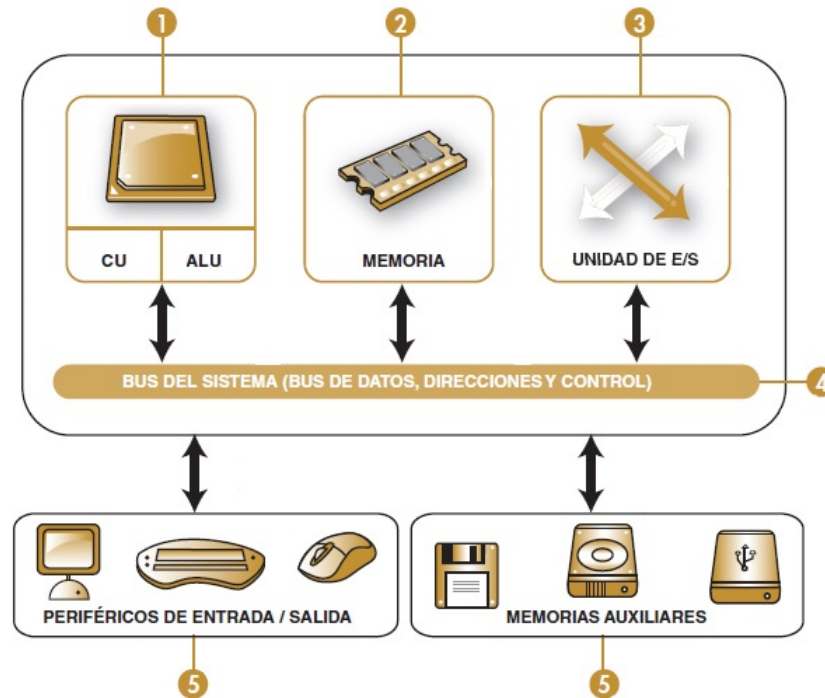 1
2
3
CU
ALU
MEMORIA
UNIDAD DE E/S
BUS DEL SISTEMA (BUS DE DATOS, DIRECCIONES Y CONTROL)
4
PERIFÉRICOS DE ENTRADA / SALIDA
MEMORIAS AUXILIARES
5
5